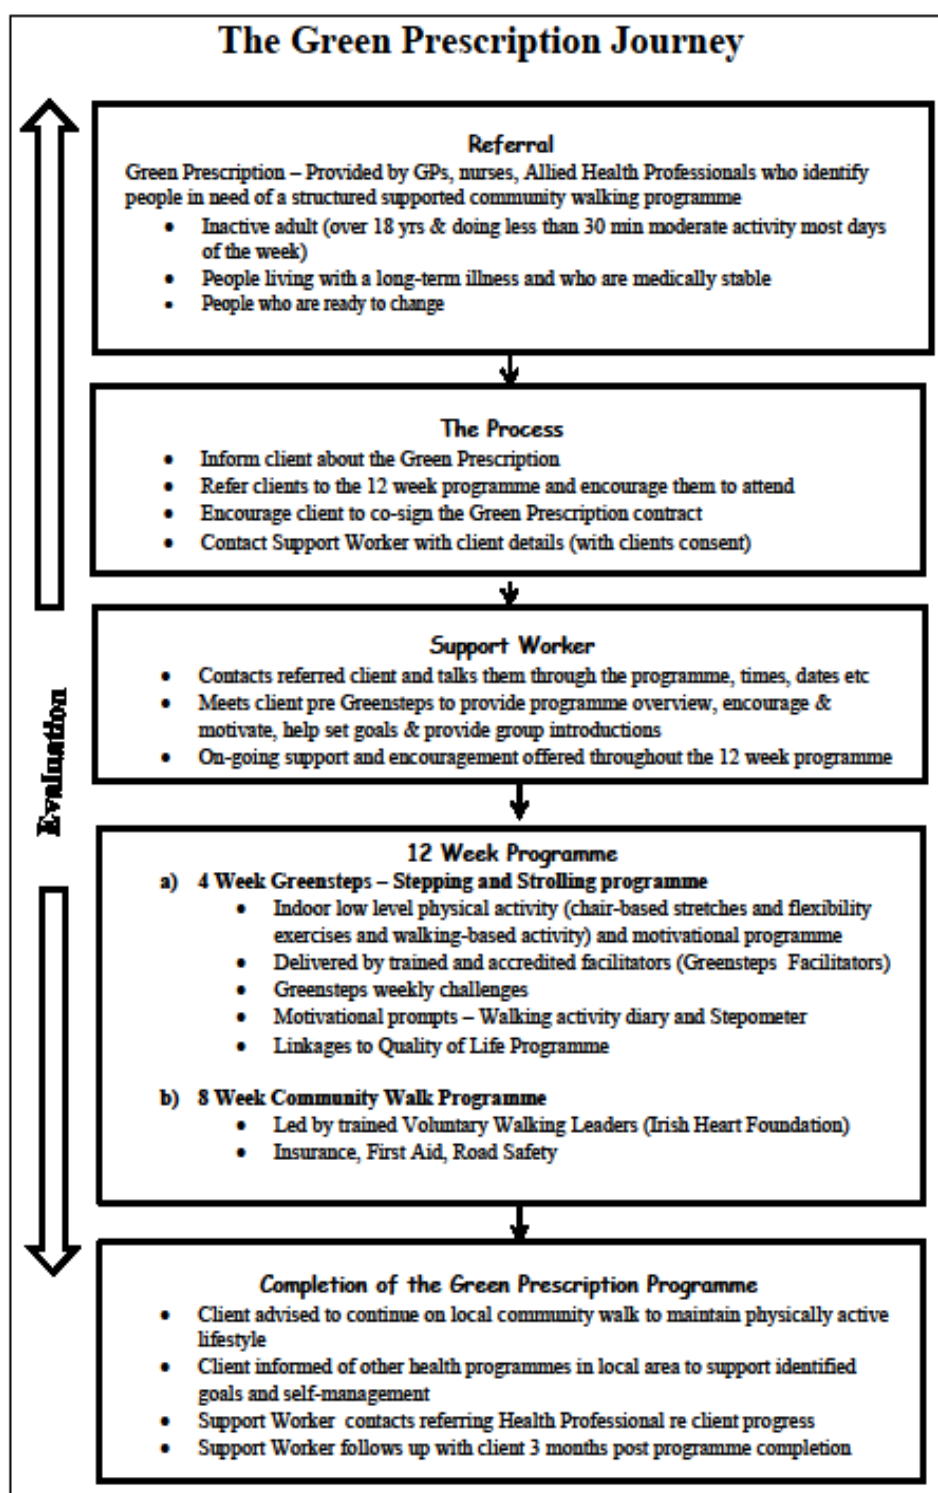 The Green Prescription Journey
Referral
Green Prescription – Provided by GPs, nurses, Allied Health Professionals who identify
people in need of a structured supported community walking programme
• Inactive adult (over 18 yrs & doing less than 30 min moderate activity most days
of the week)
• People living with a long-term illness and who are medically stable
• People who are ready to change
The Process
• Inform client about the Green Prescription
• Refer clients to the 12 week programme and encourage them to attend
• Encourage client to co-sign the Green Prescription contract
• Contact Support Worker with client details (with clients consent)
Support Worker
• Contacts referred client and talks them through the programme, times, dates etc
• Meets client pre Greensteps to provide programme overview, encourage &
motivate, help set goals & provide group introductions
• On-going support and encouragement offered throughout the 12 week programme
Evaluation
12 Week Programme
a) 4 Week Greensteps – Stepping and Strolling programme
• Indoor low level physical activity (chair-based stretches and flexibility
exercises and walking-based activity) and motivational programme
• Delivered by trained and accredited facilitators (Greensteps Facilitators)
• Greensteps weekly challenges
• Motivational prompts – Walking activity diary and Stepometer
• Linkages to Quality of Life Programme
b) 8 Week Community Walk Programme
• Led by trained Voluntary Walking Leaders (Irish Heart Foundation)
• Insurance, First Aid, Road Safety
Completion of the Green Prescription Programme
• Client advised to continue on local community walk to maintain physically active
lifestyle
• Client informed of other health programmes in local area to support identified
goals and self-management
• Support Worker contacts referring Health Professional re client progress
• Support Worker follows up with client 3 months post programme completion